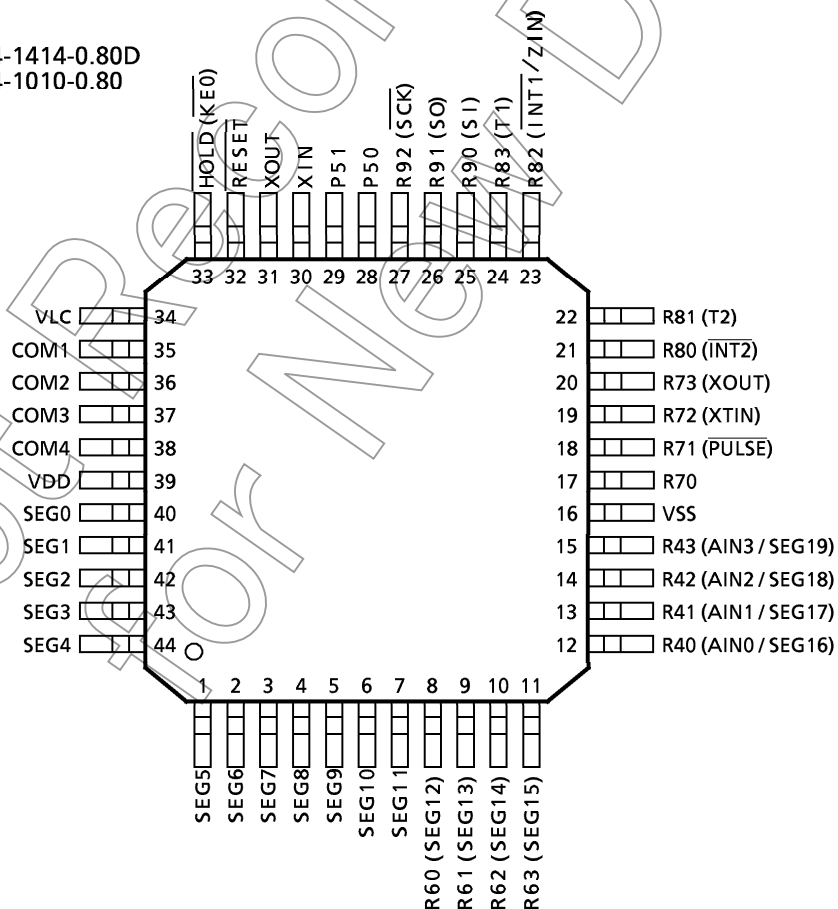 4-1414-0.80D
4-1010-0.80
HOLD (KE0)
RESET
XOUT
XIN
P51
P50
R92 (SCK)
R91 (SO)
R90 (SI)
R83 (T1)
R82 (INT1/ZIN)
33 32 31 30 29 28 27 26 25 24 23
VLC 34
COM1 35
COM2 36
COM3 37
COM4 38
VDD 39
SEG0 40
SEG1 41
SEG2 42
SEG3 43
SEG4 44
22 R81 (T2)
21 R80 (INT2)
20 R73 (XOUT)
19 R72 (XTIN)
18 R71 (PULSE)
17 R70
16 VSS
15 R43 (AIN3 / SEG19)
14 R42 (AIN2 / SEG18)
13 R41 (AIN1 / SEG17)
12 R40 (AIN0 / SEG16)
1 2 3 4 5 6 7 8 9 10 11
SEG5
SEG6
SEG7
SEG8
SEG9
SEG10
SEG11
R60 (SEG12)
R61 (SEG13)
R62 (SEG14)
R63 (SEG15)
for New D